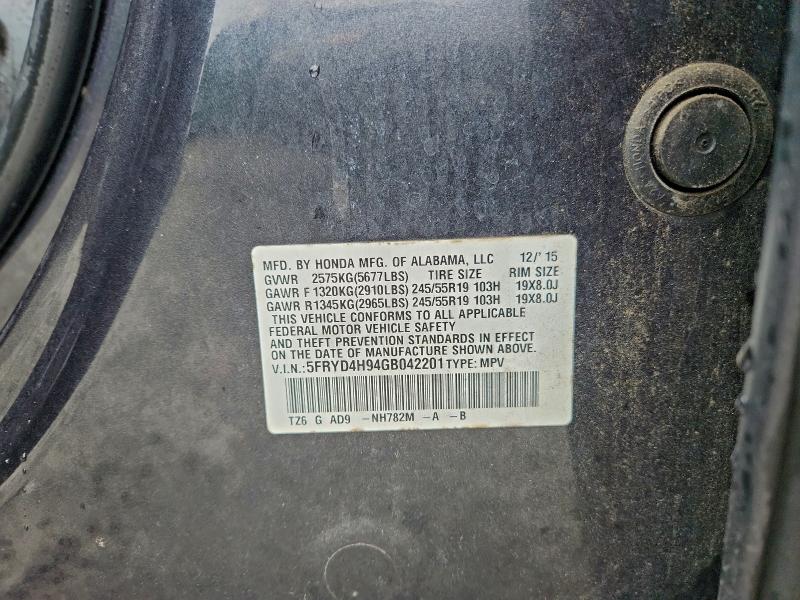 MFD. BY HONDA MFG. OF ALABAMA, LLC 12/'15
GVWR 2575KG(5677LBS) TIRE SIZE RIM SIZE
GAWR F 1320KG(2910LBS) 245/55R19 103H 19X8.0J
GAWR R 1345KG(2965LBS) 245/55R19 103H 19X8.0J
THIS VEHICLE CONFORMS TO ALL APPLICABLE
FEDERAL MOTOR VEHICLE SAFETY
AND THEFT PREVENTION STANDARDS IN EFFECT
ON THE DATE OF MANUFACTURE SHOWN ABOVE.
V.I.N.:5FRYD4H94GB042201 TYPE: MPV
TZ6 G AD9 -NH782M -A -B
HONDA